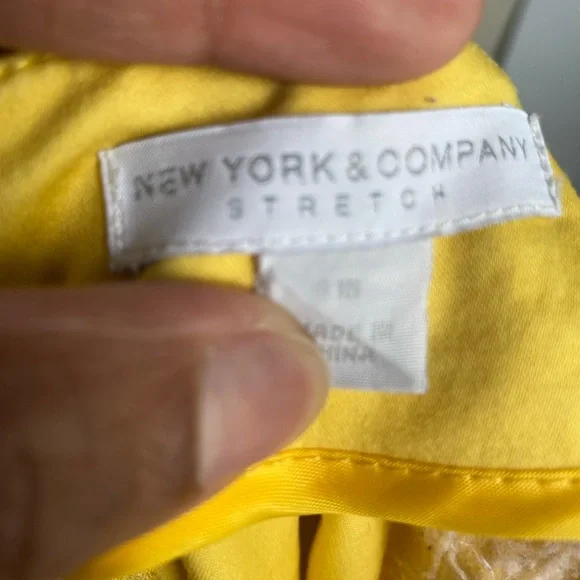 NEW YORK & COMPANY
STRETCH
MADE IN
CHINA